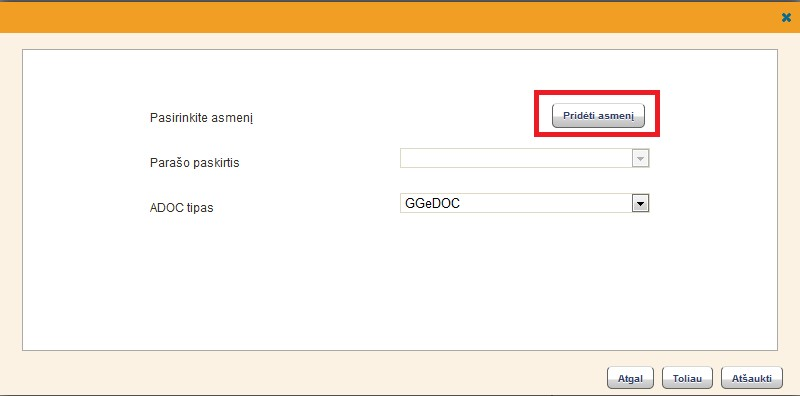 Pasirinkite asmenį
Pridėti asmenį
Parašo paskirtis
ADOC tipas
GGeDOC
Atgal
Toliau
Atšaukti